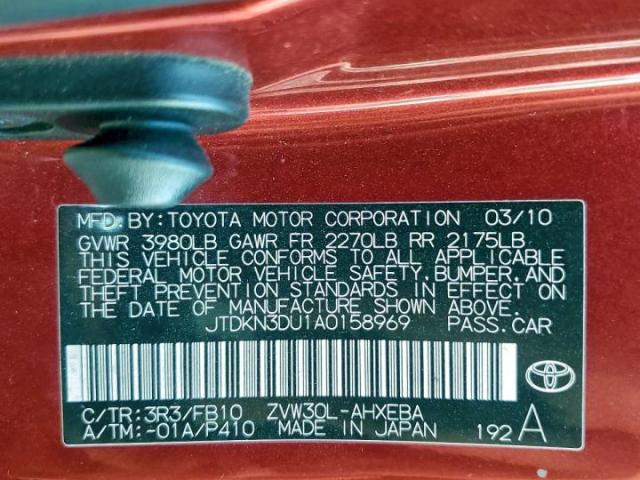 MFD. BY: TOYOTA MOTOR CORPORATION 03/10
GVWR 3980LB GAWR FR 2270LB RR 2175LB
THIS VEHICLE CONFORMS TO ALL APPLICABLE
FEDERAL MOTOR VEHICLE SAFETY, BUMPER, AND
THEFT PREVENTION STANDARDS IN EFFECT ON
THE DATE OF MANUFACTURE SHOWN ABOVE.
JTDKN3DU1A0158969 PASS. CAR
C/TR: 3R3/FB10 ZVW30L-AHXEBA
A/TM: -01A/P410 MADE IN JAPAN 192 A